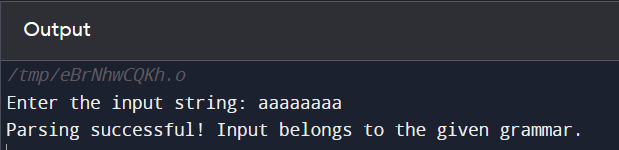 Output
/tmp/eBrNhwCQKh.o
Enter the input string: aaaaaaaa
Parsing successful! Input belongs to the given grammar.